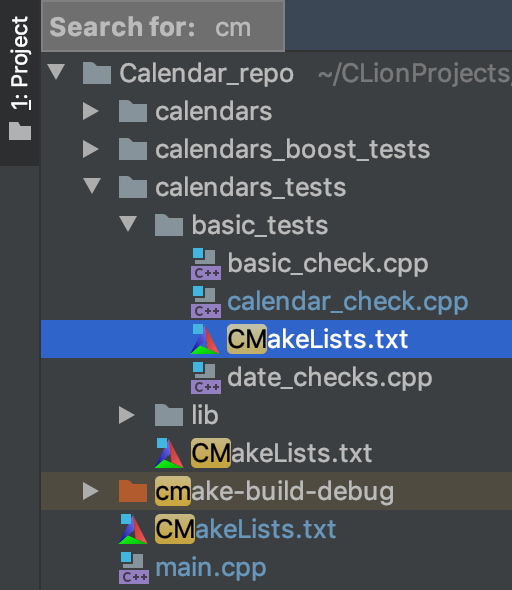 Search for: cm
1: Project
Calendar_repo ~/CLionProjects/
calendars
calendars_boost_tests
calendars_tests
basic_tests
C++ basic_check.cpp
C++ calendar_check.cpp
CMakeLists.txt
C++ date_checks.cpp
lib
CMakeLists.txt
cmake-build-debug
CMakeLists.txt
C++ main.cpp